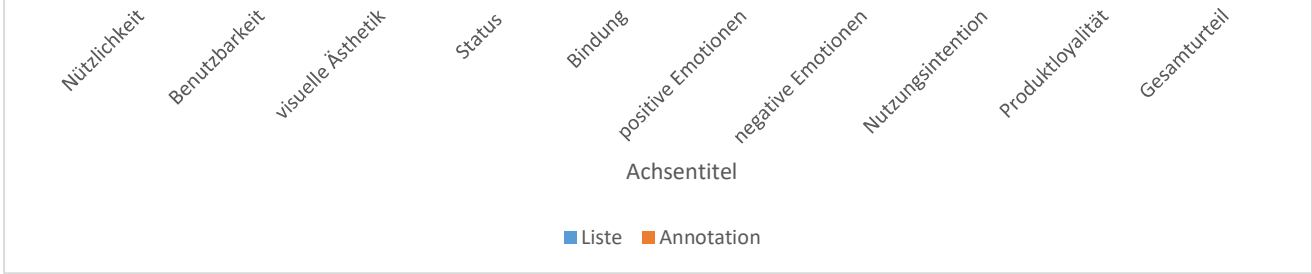 Nützlichkeit
Benutzbarkeit
visuelle Ästhetik
Status
Bindung
positive Emotionen
negative Emotionen
Nutzungsintention
Produktloyalität
Gesamturteil
Achsentitel
Liste Annotation